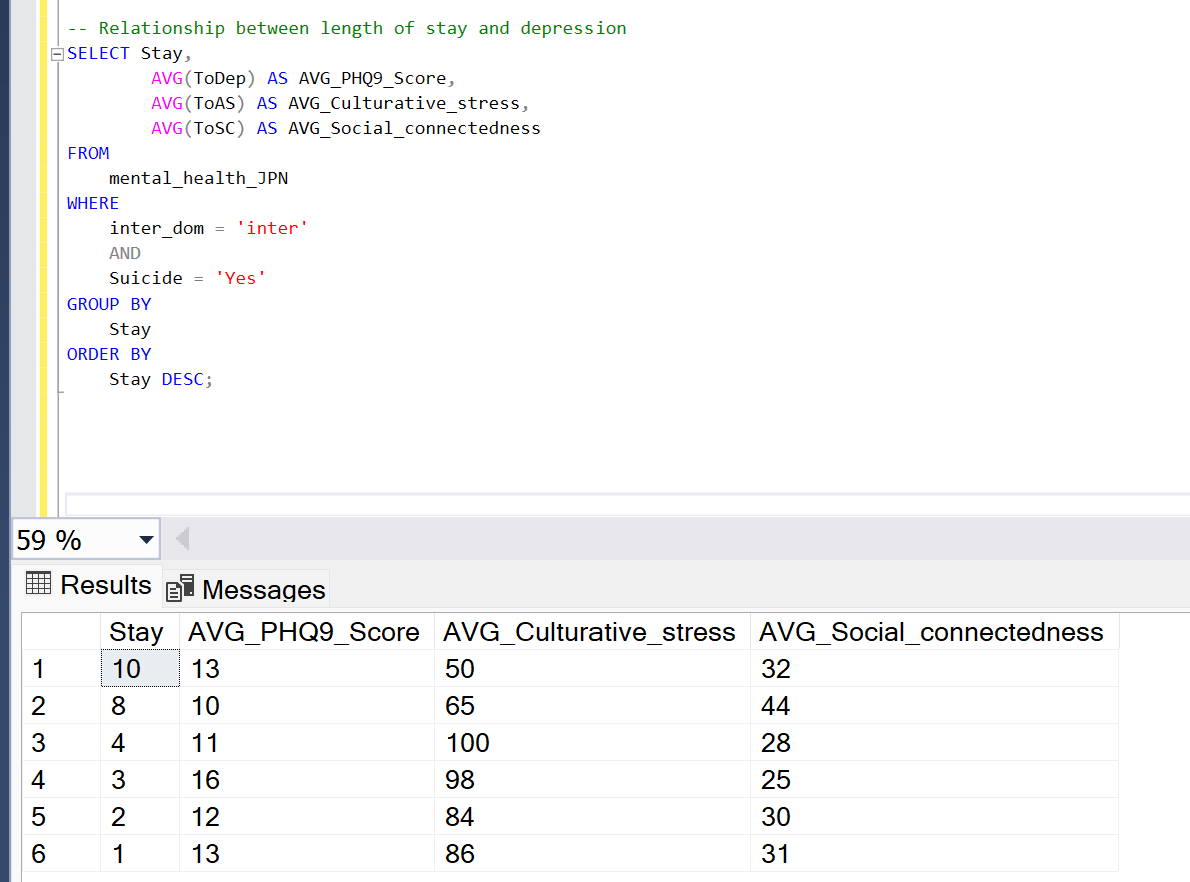 -- Relationship between length of stay and depression
SELECT Stay,
AVG(ToDep) AS AVG_PHQ9_Score,
AVG(ToAS) AS AVG_Culturative_stress,
AVG(ToSC) AS AVG_Social_connectedness
FROM
mental_health_JPN
WHERE
inter_dom = 'inter'
AND
Suicide = 'Yes'
GROUP BY
Stay
ORDER BY
Stay DESC;
59 %
Results Messages
Stay AVG_PHQ9_Score AVG_Culturative_stress AVG_Social_connectedness
1 10 13 50 32
2 8 10 65 44
3 4 11 100 28
4 3 16 98 25
5 2 12 84 30
6 1 13 86 31